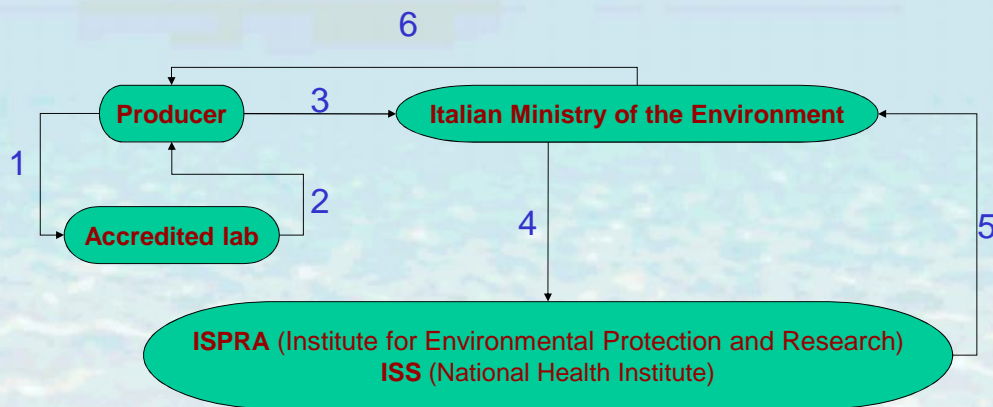 6
Producer
3
Italian Ministry of the Environment
1
2
Accredited lab
4
5
ISPRA (Institute for Environmental Protection and Research)
ISS (National Health Institute)